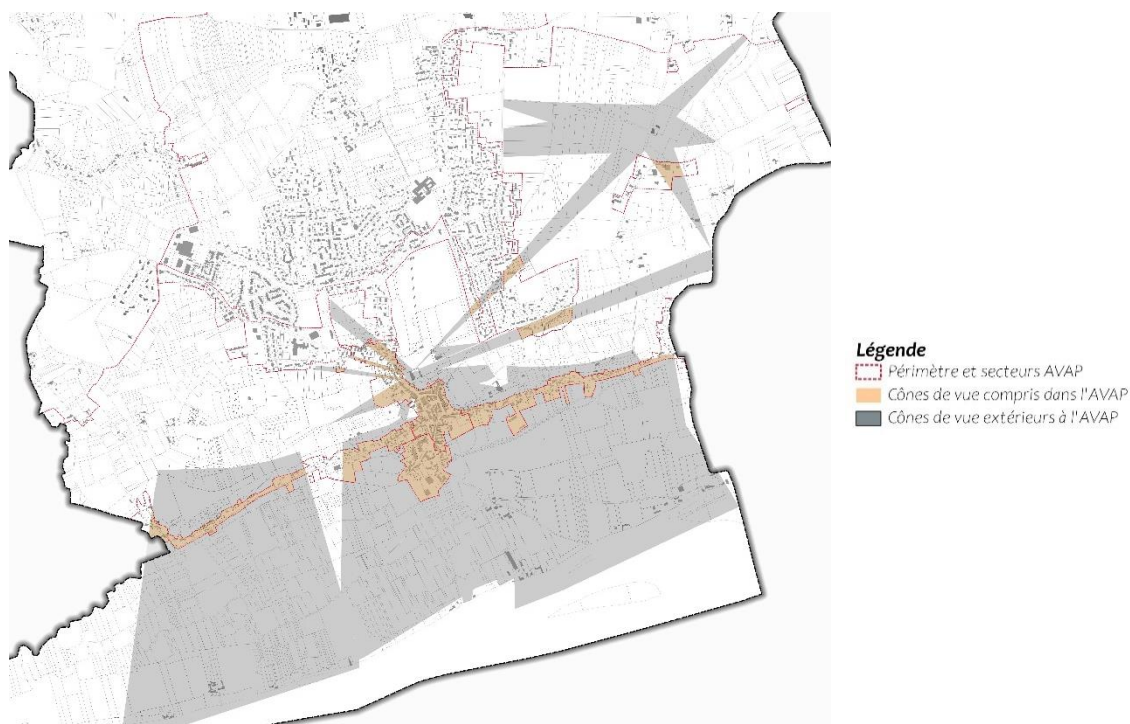 Légende
Périmètre et secteurs AVAP
Cônes de vue compris dans l'AVAP
Cônes de vue extérieurs à l'AVAP